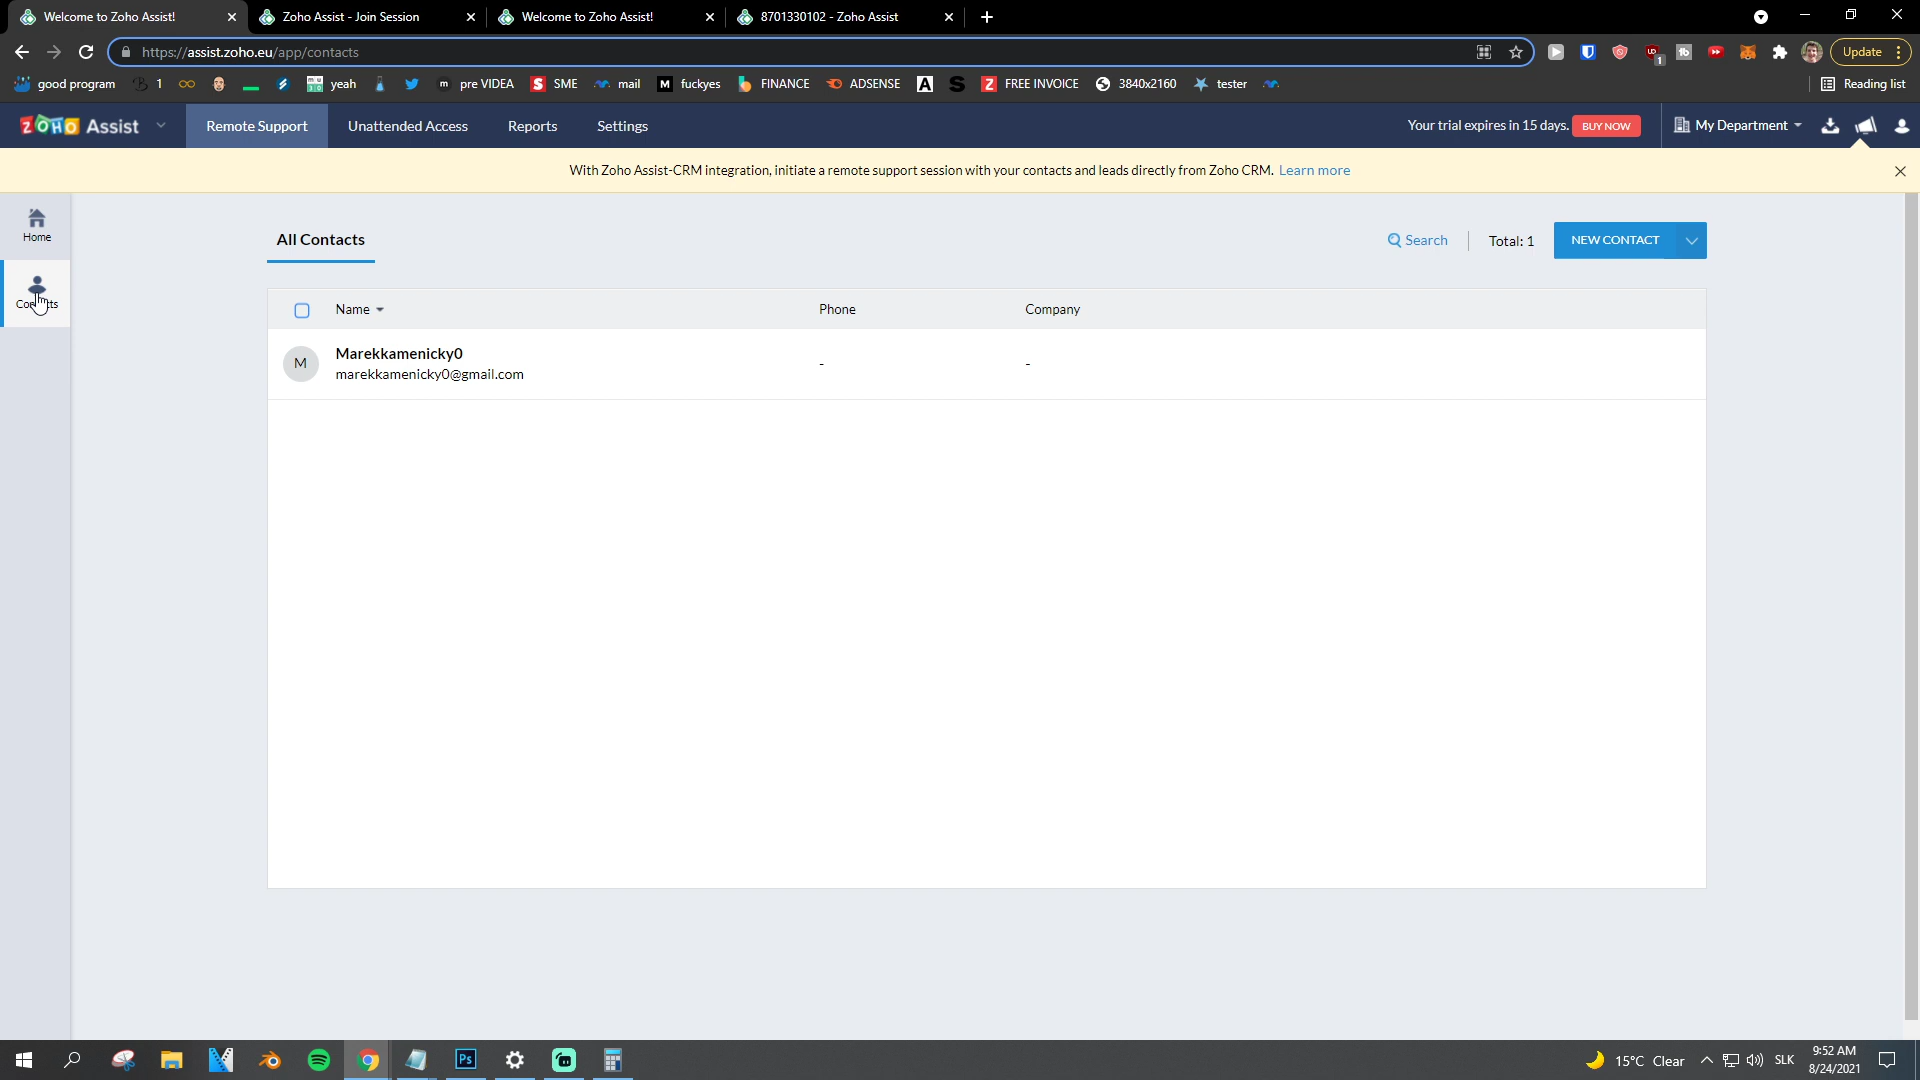 Welcome to Zoho Assist!
Zoho Assist - Join Session
Welcome to Zoho Assist!
8701330102 - Zoho Assist
https://assist.zoho.eu/app/contacts
Update
good program
1
yeah
pre VIDEA
SME
mail
fuckyes
FINANCE
ADSENSE
FREE INVOICE
3840x2160
tester
Reading list
ZOHO Assist
Remote Support
Unattended Access
Reports
Settings
Your trial expires in 15 days.
BUY NOW
My Department
With Zoho Assist-CRM integration, initiate a remote support session with your contacts and leads directly from Zoho CRM. Learn more
Home
All Contacts
Search
Total: 1
NEW CONTACT
Name
Phone
Company
M
Marekkamenicky0
marekkamenicky0@gmail.com
-
-
Ps
15°C Clear
SLK
9:52 AM
8/24/2021